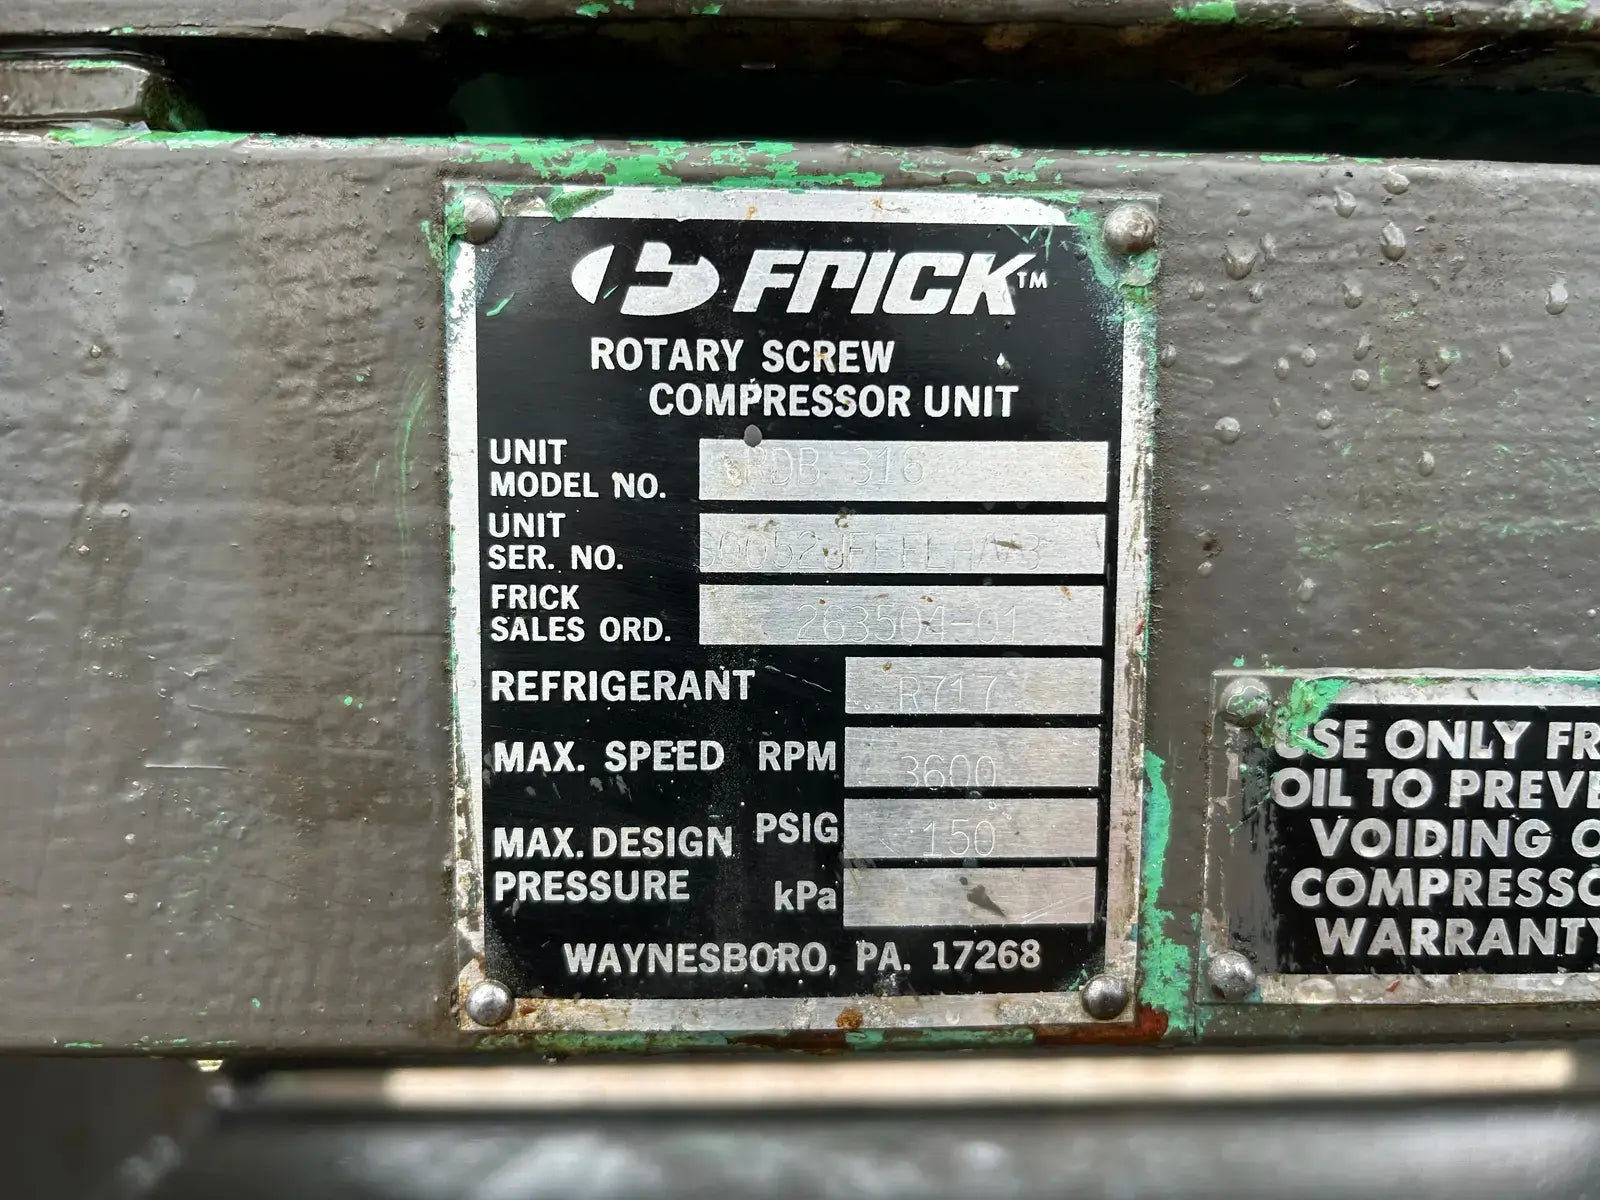 FRICK™
ROTARY SCREW
COMPRESSOR UNIT
UNIT
MODEL NO. RDB 316
UNIT
SER. NO.
FRICK
SALES ORD. 263504-01
REFRIGERANT R717
MAX. SPEED RPM 3600
MAX. DESIGN PSIG 150
PRESSURE kPa
WAYNESBORO, PA. 17268
USE ONLY FR
OIL TO PREVE
VOIDING O
COMPRESSO
WARRANTY